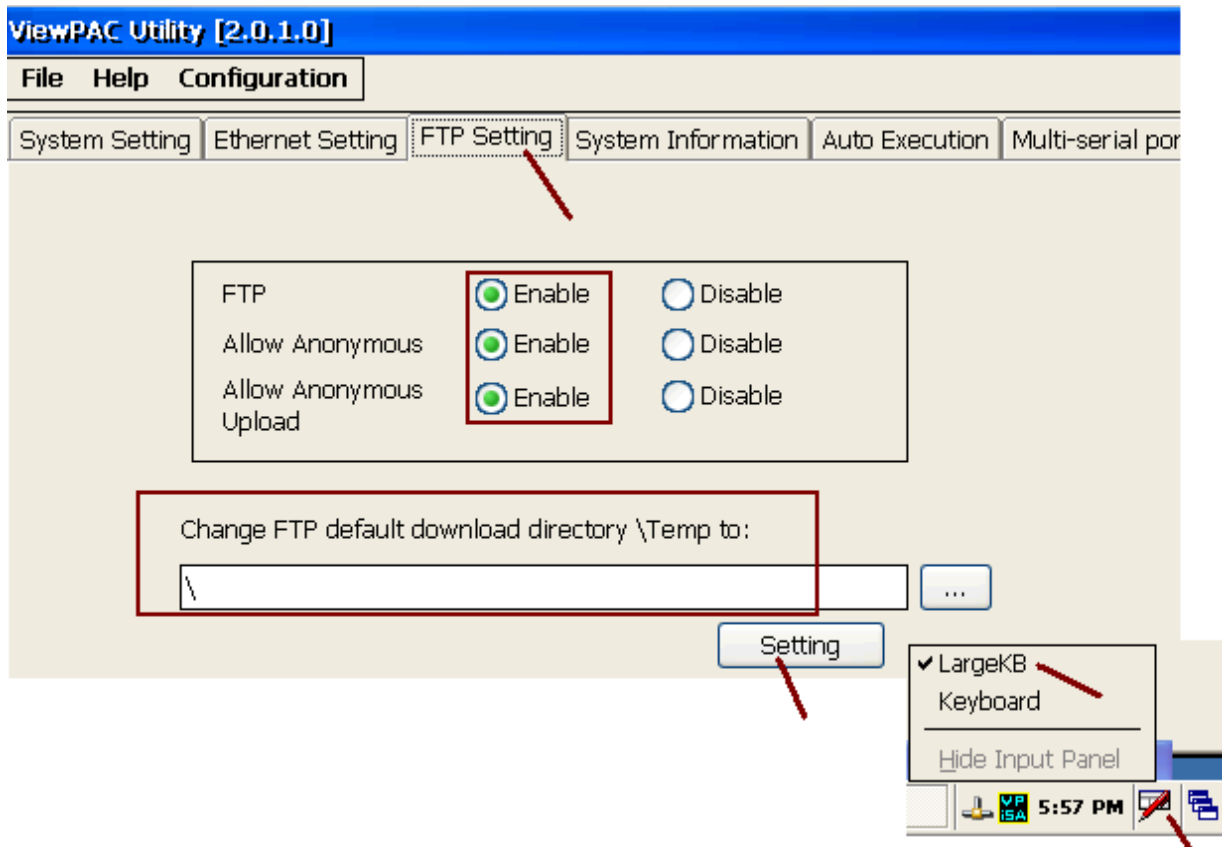 ViewPAC Utility [2.0.1.0]
File Help Configuration
System Setting Ethernet Setting FTP Setting System Information Auto Execution Multi-serial por
FTP Enable Disable
Allow Anonymous Enable Disable
Allow Anonymous Upload Enable Disable
Change FTP default download directory \Temp to:
\ ...
Setting
LargeKB
Keyboard
Hide Input Panel
VP iSA 5:57 PM